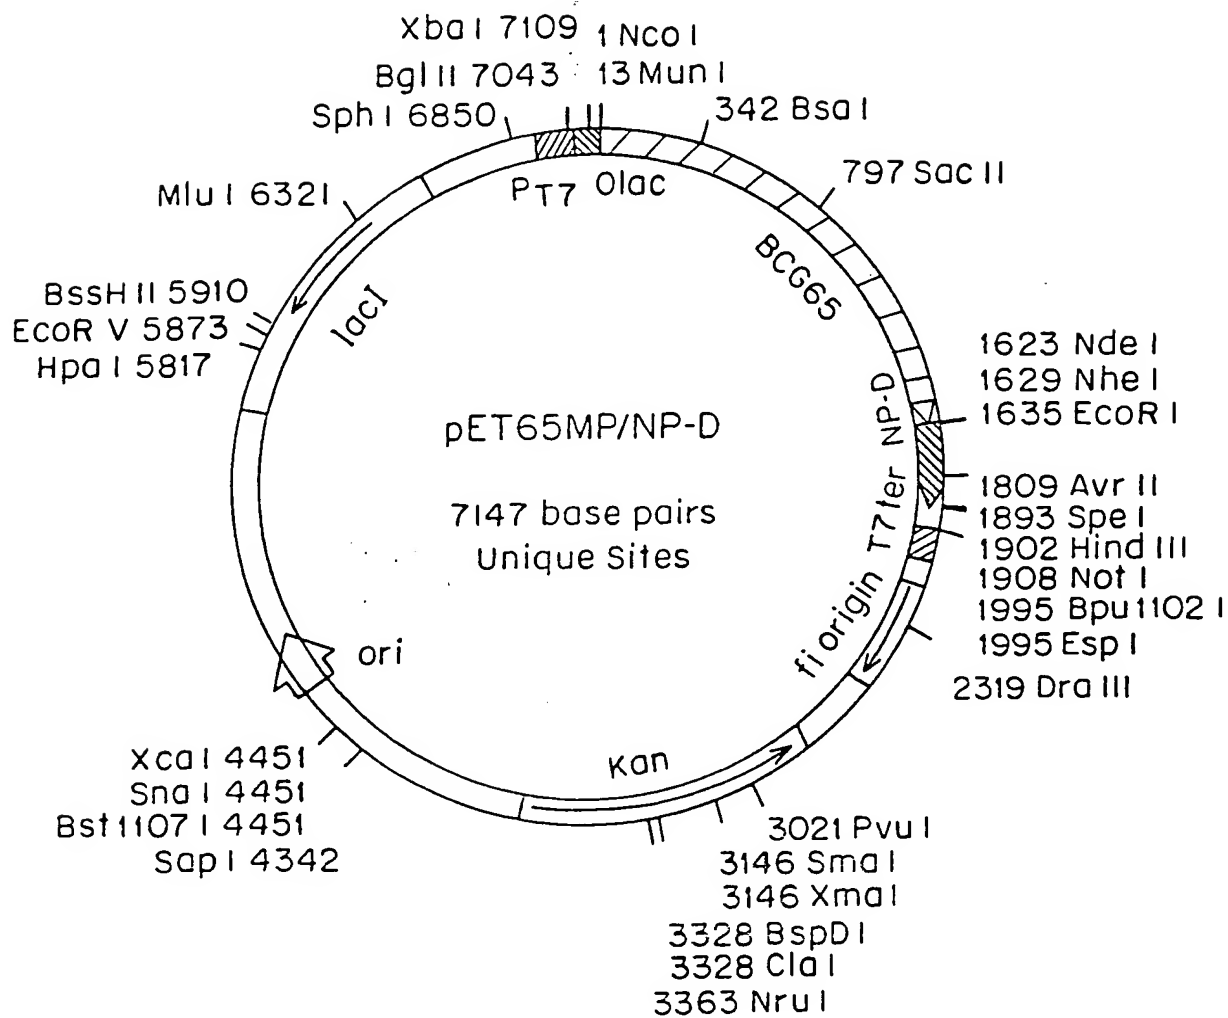 Xba I 7109
1 Nco I
Bgl II 7043
13 Mun I
Sph I 6850
342 Bsa I
Mlu I 6321
797 Sac II
PT7
Olac
BCG65
lacI
BssH II 5910
EcoR V 5873
Hpa I 5817
1623 Nde I
1629 Nhe I
1635 EcoR I
NP-D
pET65MP/NP-D
7147 base pairs
Unique Sites
T7 ter
1809 Avr II
1893 Spe I
1902 Hind III
1908 Not I
1995 Bpu1102 I
1995 Esp I
2319 Dra III
fi origin
ori
Kan
Xca I 4451
Sna I 4451
Bst1107 I 4451
Sap I 4342
3021 Pvu I
3146 Sma I
3146 Xma I
3328 BspD I
3328 Cla I
3363 Nru I